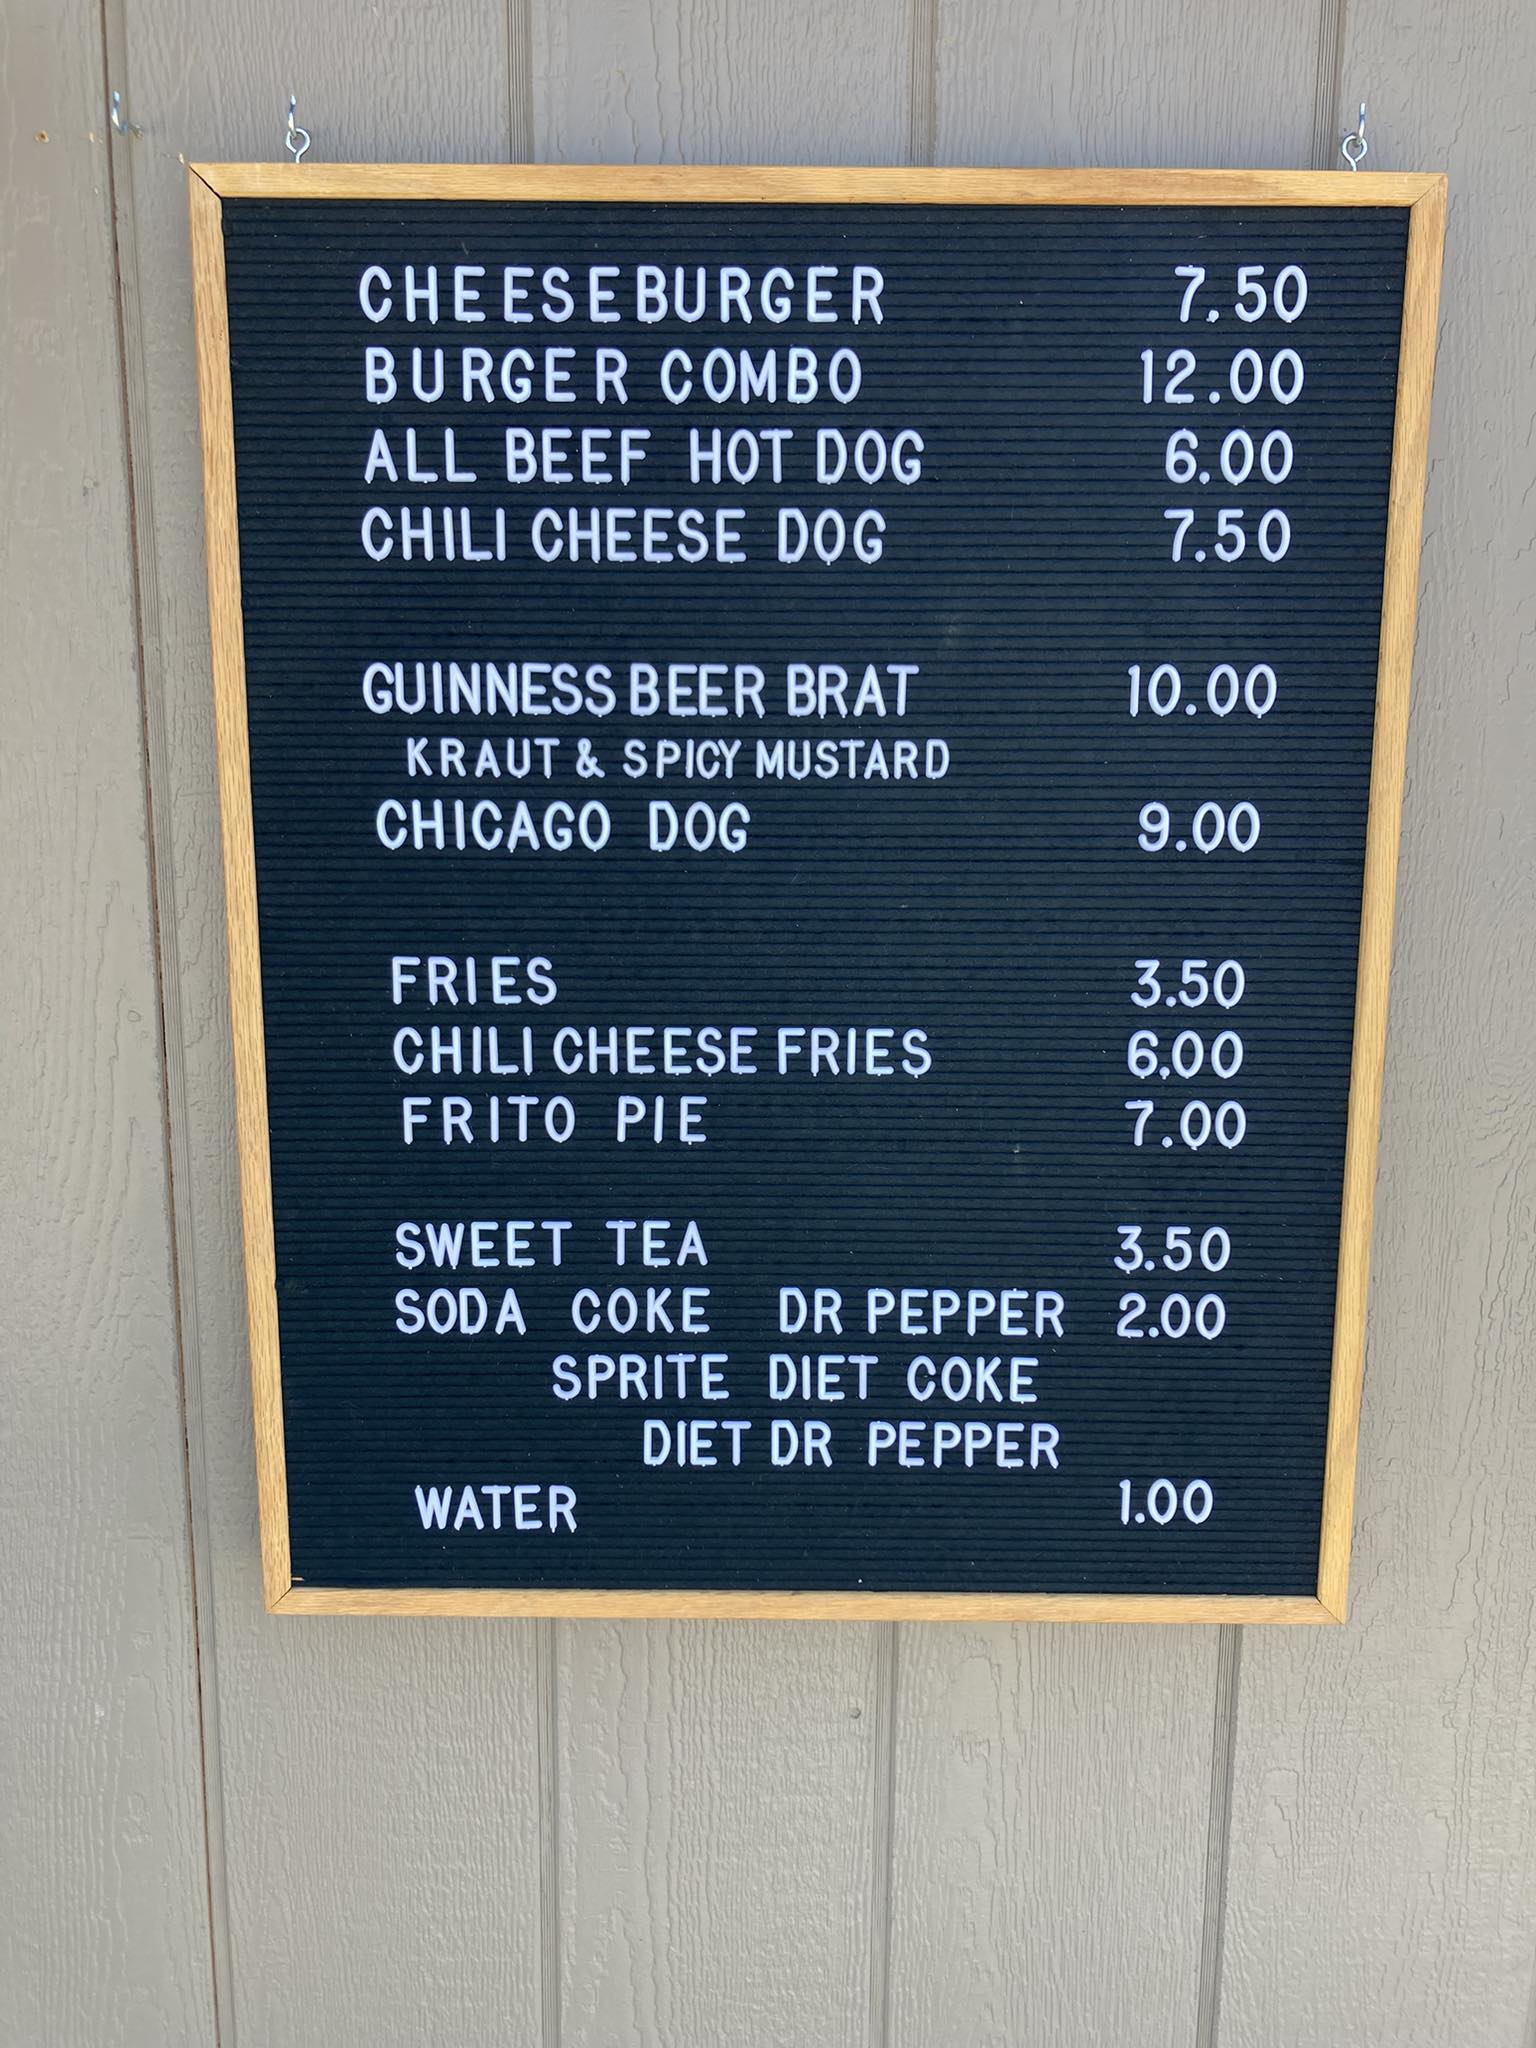 CHEESEBURGER 7.50
BURGER COMBO 12.00
ALL BEEF HOT DOG 6.00
CHILI CHEESE DOG 7.50
GUINNESS BEER BRAT 10.00
KRAUT & SPICY MUSTARD
CHICAGO DOG 9.00
FRIES 3.50
CHILI CHEESE FRIES 6.00
FRITO PIE 7.00
SWEET TEA 3.50
SODA COKE DR PEPPER 2.00
SPRITE DIET COKE
DIET DR PEPPER
WATER 1.00